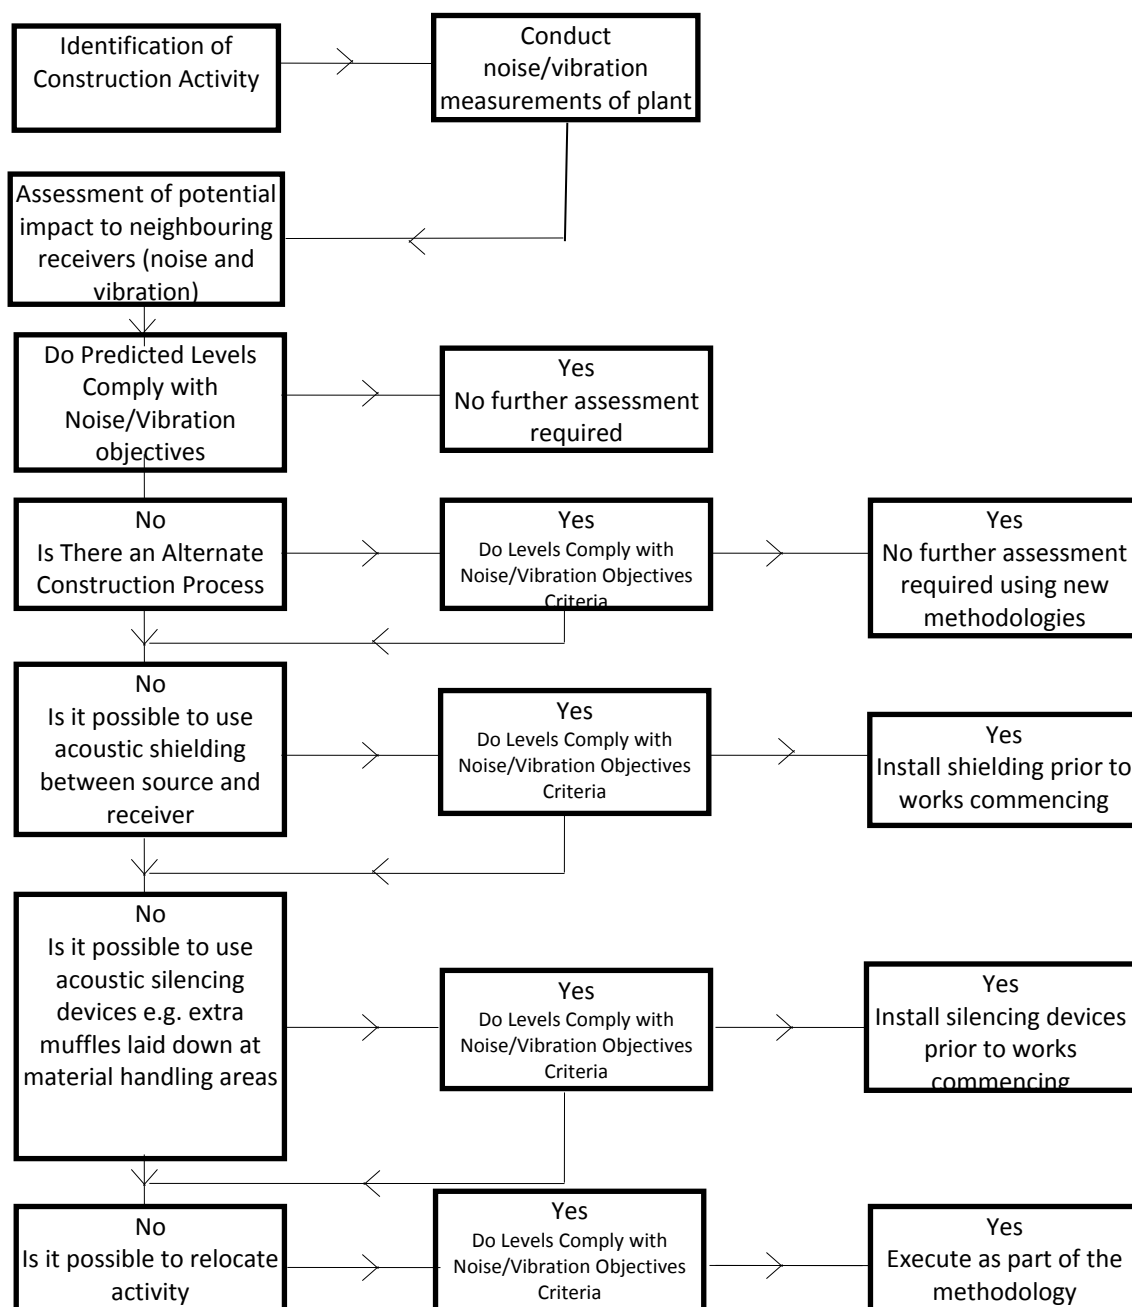 Identification of
Construction Activity
Conduct
noise/vibration
measurements of plant
Assessment of potential
impact to neighbouring
receivers (noise and
vibration)
Do Predicted Levels
Comply with
Noise/Vibration
objectives
Yes
No further assessment
required
No
Is There an Alternate
Construction Process
Yes
Do Levels Comply with
Noise/Vibration Objectives
Criteria
Yes
No further assessment
required using new
methodologies
No
Is it possible to use
acoustic shielding
between source and
receiver
Yes
Do Levels Comply with
Noise/Vibration Objectives
Criteria
Yes
Install shielding prior to
works commencing
No
Is it possible to use
acoustic silencing
devices e.g. extra
muffles laid down at
material handling areas
Yes
Do Levels Comply with
Noise/Vibration Objectives
Criteria
Yes
Install silencing devices
prior to works
commencing
No
Is it possible to relocate
activity
Yes
Do Levels Comply with
Noise/Vibration Objectives
Criteria
Yes
Execute as part of the
methodology